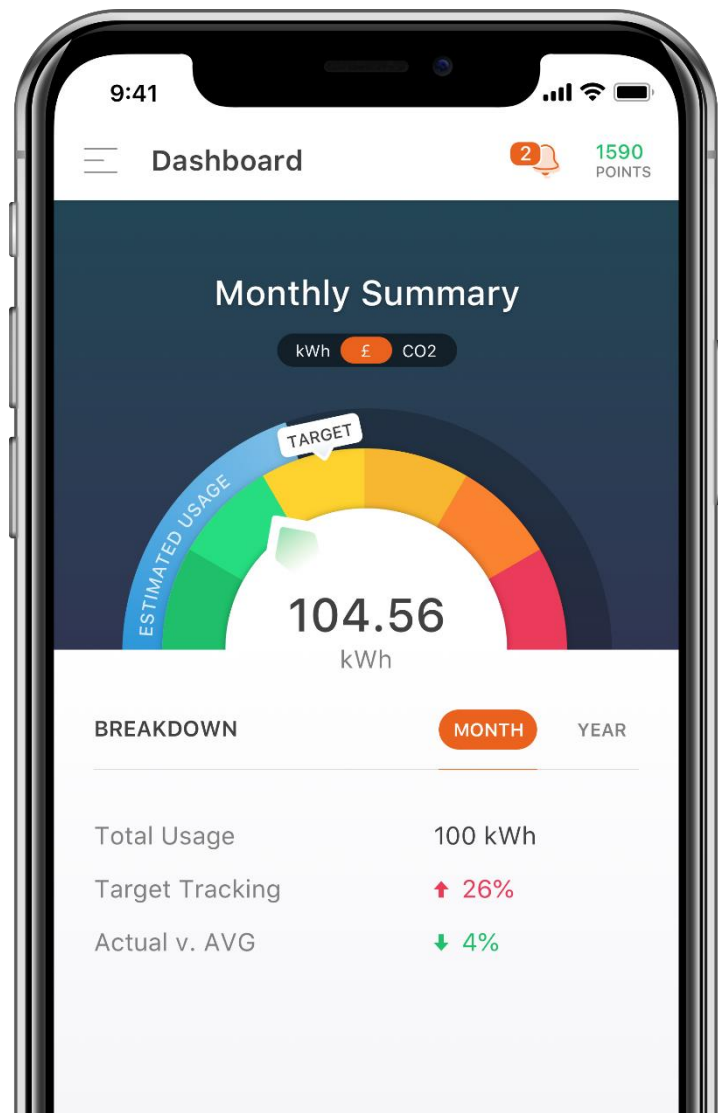 9:41
Dashboard
2
1590
POINTS
Monthly Summary
kWh £ CO2
TARGET
ESTIMATED USAGE
104.56
kWh
BREAKDOWN
MONTH
YEAR
Total Usage 100 kWh
Target Tracking 26%
Actual v. AVG 4%